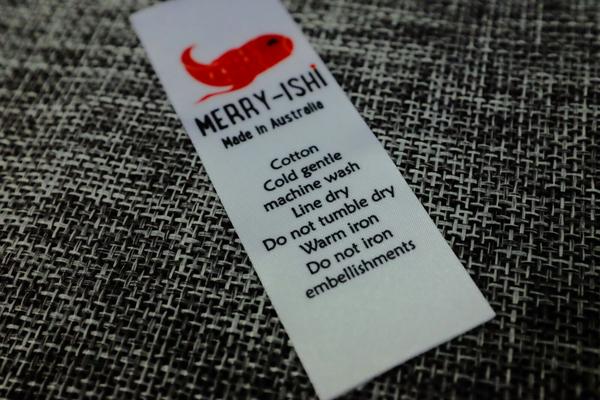 MERRY-ISHI
Made in Australia
Cotton
Cold gentle
machine wash
Line dry
Do not tumble dry
Warm iron
Do not iron
embellishments